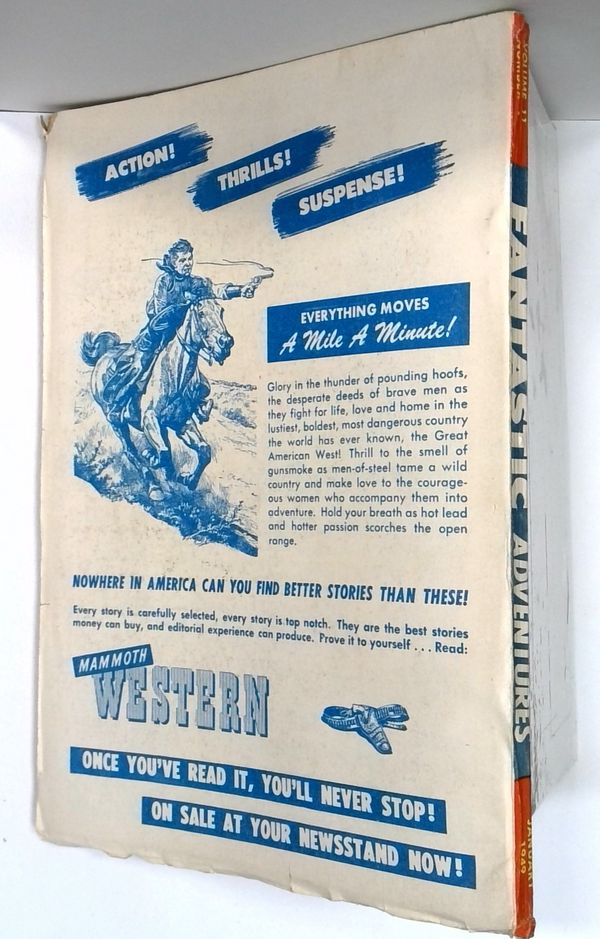 ACTION!
THRILLS!
SUSPENSE!
EVERYTHING MOVES
A Mile A Minute!
Glory in the thunder of pounding hoofs,
the desperate deeds of brave men as
they fight for life, love and home in the
lustiest, boldest, most dangerous country
the world has ever known, the Great
American West! Thrill to the smell of
gunsmoke as men-of-steel tame a wild
country and make love to the courage-
ous women who accompany them into
adventure. Hold your breath as hot lead
and hotter passion scorches the open
range.
NOWHERE IN AMERICA CAN YOU FIND BETTER STORIES THAN THESE!
Every story is carefully selected, every story is top notch. They are the best stories
money can buy, and editorial experience can produce. Prove it to yourself . . . Read:
MAMMOTH
WESTERN
ONCE YOU'VE READ IT, YOU'LL NEVER STOP!
ON SALE AT YOUR NEWSSTAND NOW!
VOLUME 11
NUMBER
FANTASTIC ADVENTURES
JANUARY
1949